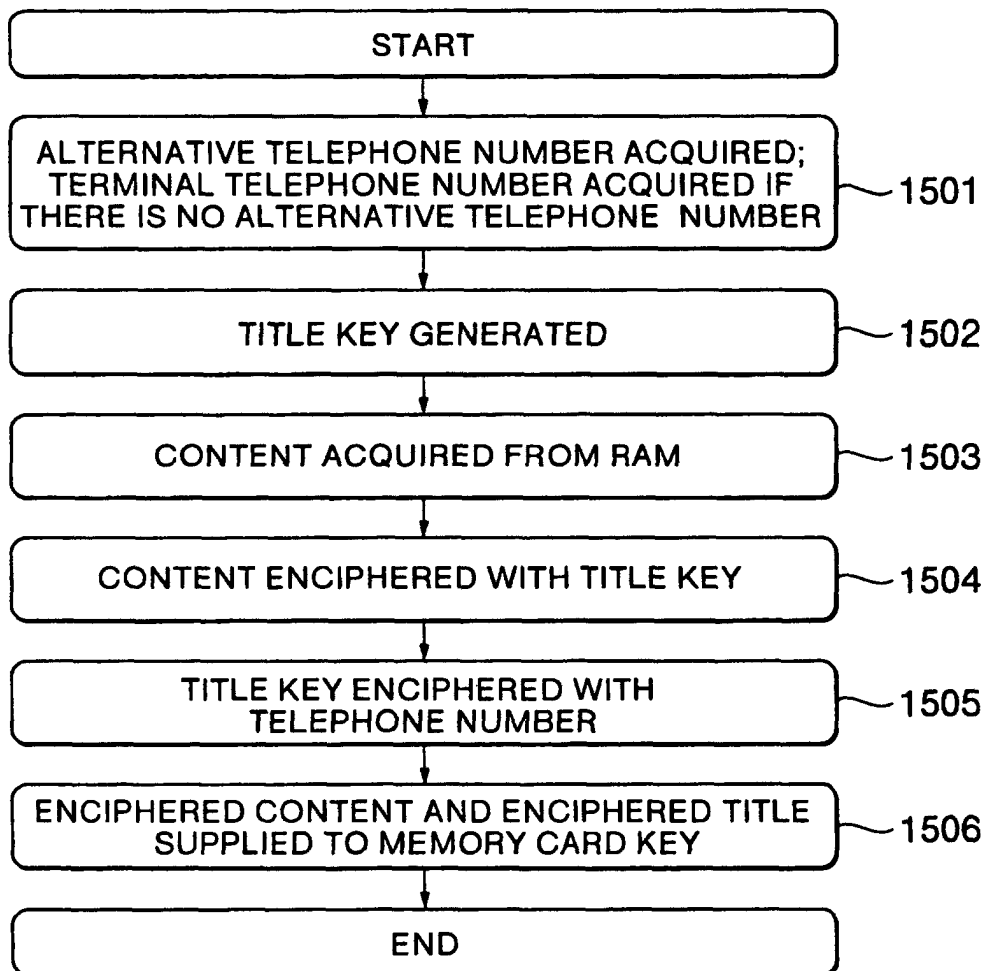 START
ALTERNATIVE TELEPHONE NUMBER ACQUIRED;
TERMINAL TELEPHONE NUMBER ACQUIRED IF
THERE IS NO ALTERNATIVE TELEPHONE NUMBER
1501
TITLE KEY GENERATED
1502
CONTENT ACQUIRED FROM RAM
1503
CONTENT ENCIPHERED WITH TITLE KEY
1504
TITLE KEY ENCIPHERED WITH
TELEPHONE NUMBER
1505
ENCIPHERED CONTENT AND ENCIPHERED TITLE
SUPPLIED TO MEMORY CARD KEY
1506
END